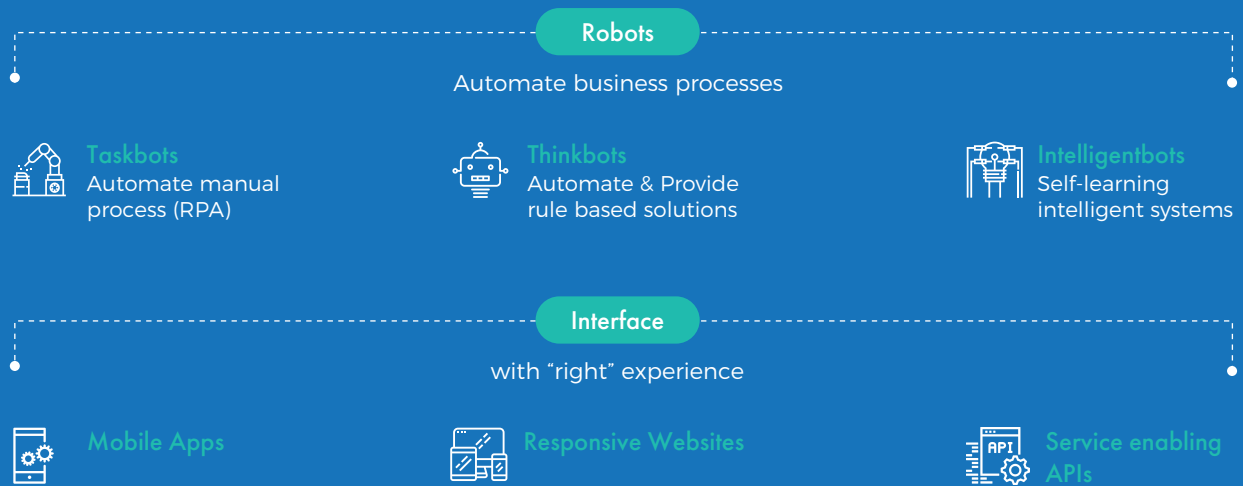 Robots
Automate business processes
Taskbots
Automate manual
process (RPA)
Thinkbots
Automate & Provide
rule based solutions
Intelligentbots
Self-learning
intelligent systems
Interface
with “right” experience
Mobile Apps
Responsive Websites
API
Service enabling
APIs